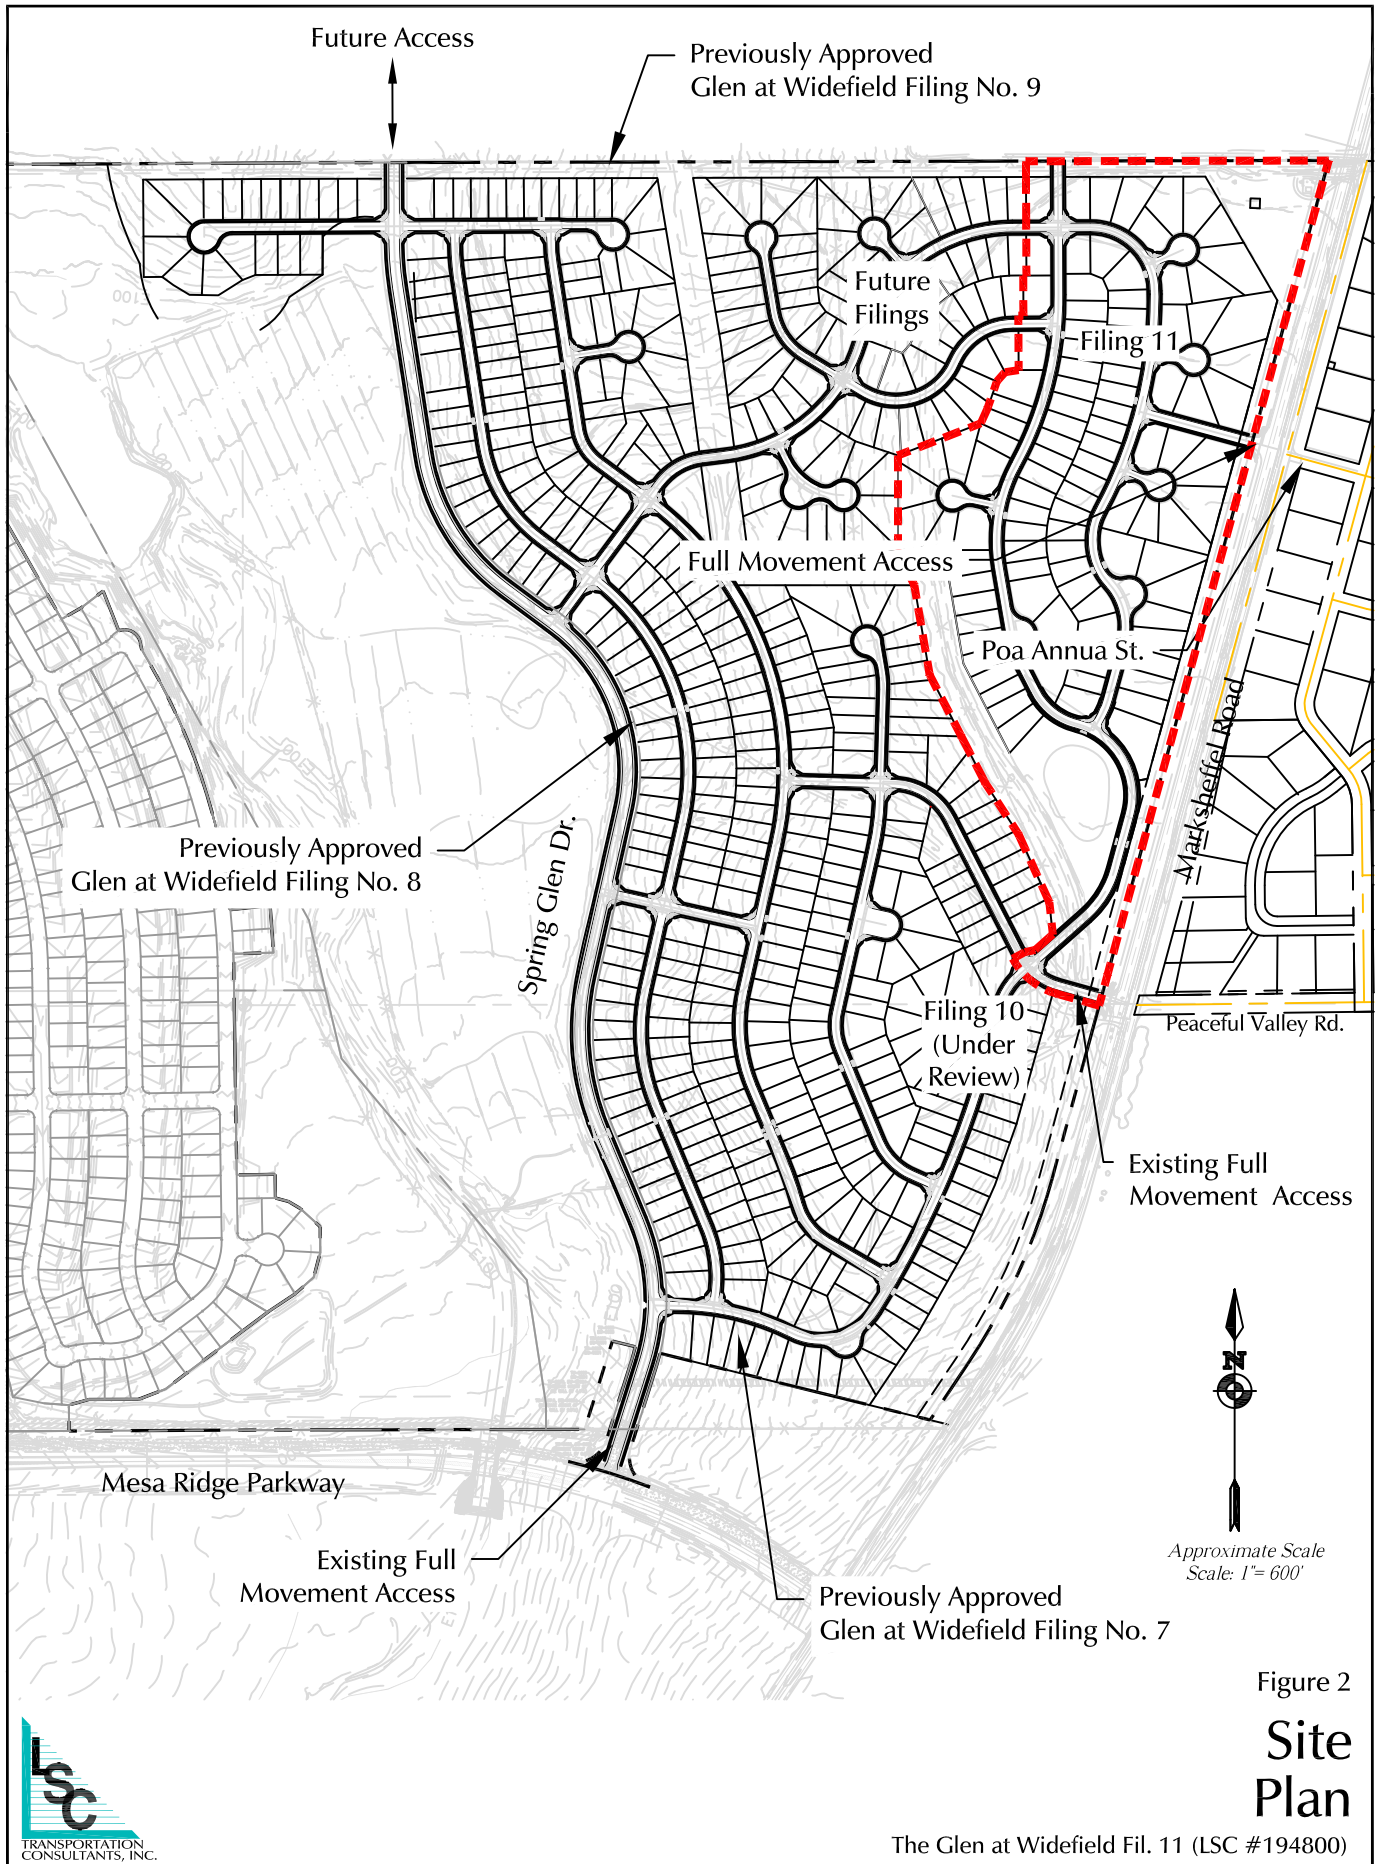 Future Access
Previously Approved
Glen at Widefield Filing No. 9
Future
Filings
Filing 11
Full Movement Access
Poa Annua St.
Marksheffel Road
Previously Approved
Glen at Widefield Filing No. 8
Spring Glen Dr.
Filing 10
(Under
Review)
Peaceful Valley Rd.
Existing Full
Movement Access
N
Mesa Ridge Parkway
Existing Full
Movement Access
Approximate Scale
Scale: 1"= 600'
Previously Approved
Glen at Widefield Filing No. 7
Figure 2
Site
Plan
LSC
TRANSPORTATION
CONSULTANTS, INC.
The Glen at Widefield Fil. 11 (LSC #194800)